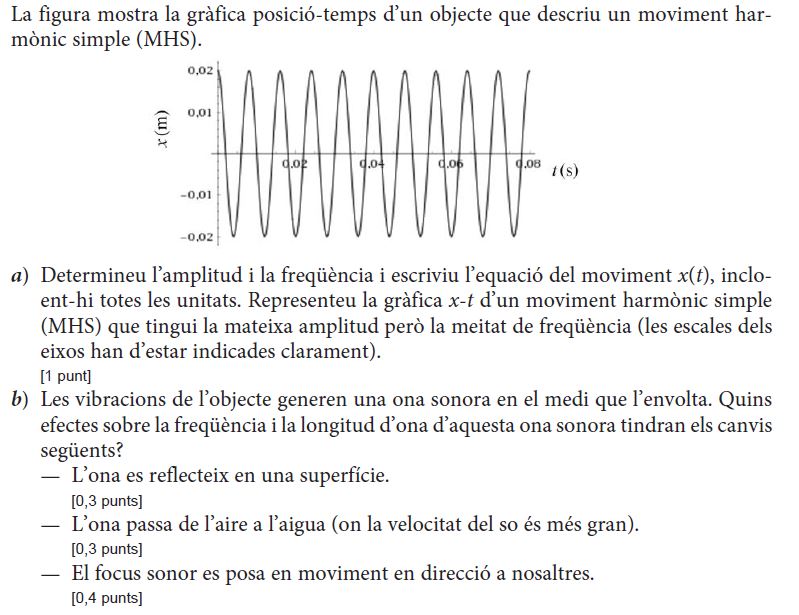 La figura mostra la gràfica posició-temps d’un objecte que descriu un moviment har-
mònic simple (MHS).
0,02
0,01
x (m)
0,02
0,04
0,06
0,08
t (s)
−0,01
−0,02
a) Determineu l’amplitud i la freqüència i escriviu l’equació del moviment x(t), inclo-
ent-hi totes les unitats. Representeu la gràfica x-t d’un moviment harmònic simple
(MHS) que tingui la mateixa amplitud però la meitat de freqüència (les escales dels
eixos han d’estar indicades clarament).
[1 punt]
b) Les vibracions de l’objecte generen una ona sonora en el medi que l’envolta. Quins
efectes sobre la freqüència i la longitud d’ona d’aquesta ona sonora tindran els canvis
següents?
— L’ona es reflecteix en una superfície.
[0,3 punts]
— L’ona passa de l’aire a l’aigua (on la velocitat del so és més gran).
[0,3 punts]
— El focus sonor es posa en moviment en direcció a nosaltres.
[0,4 punts]